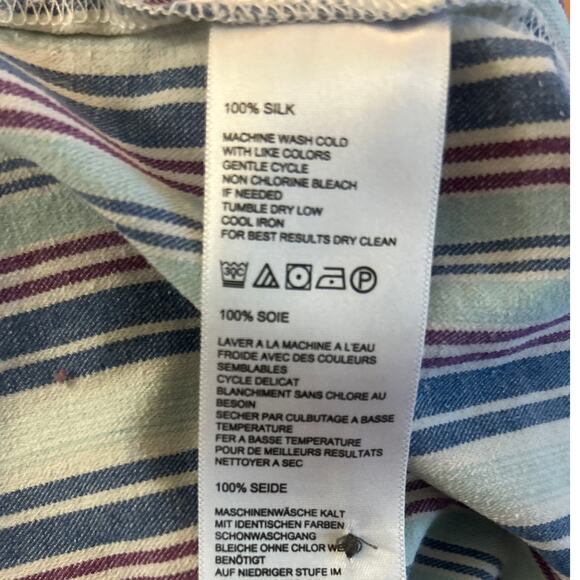 100% SILK
MACHINE WASH COLD
WITH LIKE COLORS
GENTLE CYCLE
NON CHLORINE BLEACH
IF NEEDED
TUMBLE DRY LOW
COOL IRON
FOR BEST RESULTS DRY CLEAN
30C P
100% SOIE
LAVER A LA MACHINE A L'EAU
FROIDE AVEC DES COULEURS
SEMBLABLES
CYCLE DELICAT
BLANCHIMENT SANS CHLORE AU
BESOIN
SECHER PAR CULBUTAGE A BASSE
TEMPERATURE
FER A BASSE TEMPERATURE
POUR DE MEILLEURS RESULTATS
NETTOYER A SEC
100% SEIDE
MASCHINENWÄSCHE KALT
MIT IDENTISCHEN FARBEN
SCHONWASCHGANG
BLEICHE OHNE CHLOR
BENÖTIGT
AUF NIEDRIGER STUFE IM